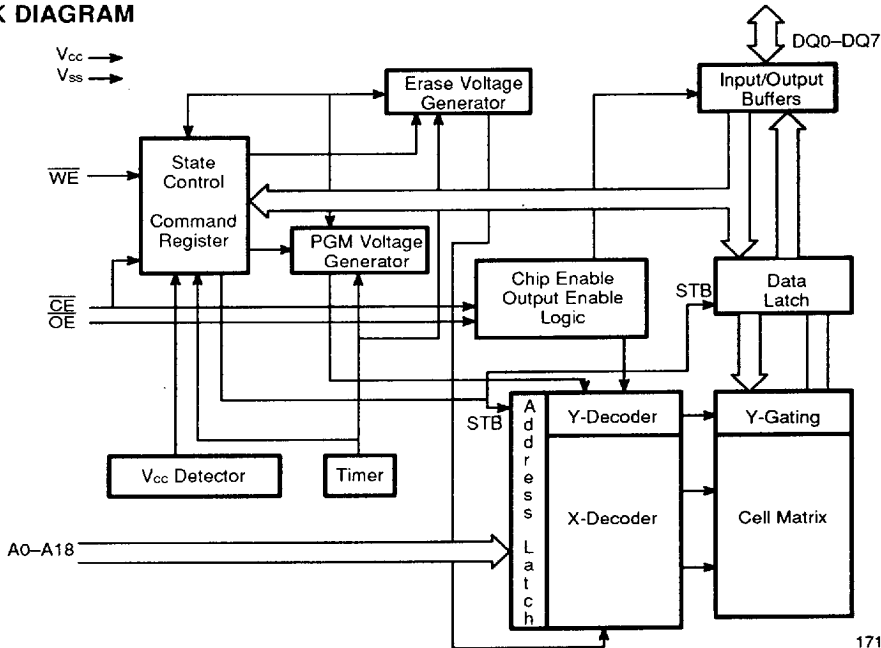 K DIAGRAM
Vcc
Vss
DQ0–DQ7
Erase Voltage
Generator
Input/Output
Buffers
WE
State
Control
Command
Register
PGM Voltage
Generator
CE
OE
Chip Enable
Output Enable
Logic
STB
Data
Latch
STB
Address Latch
Y-Decoder
Y-Gating
Vcc Detector
Timer
X-Decoder
Cell Matrix
A0–A18
171